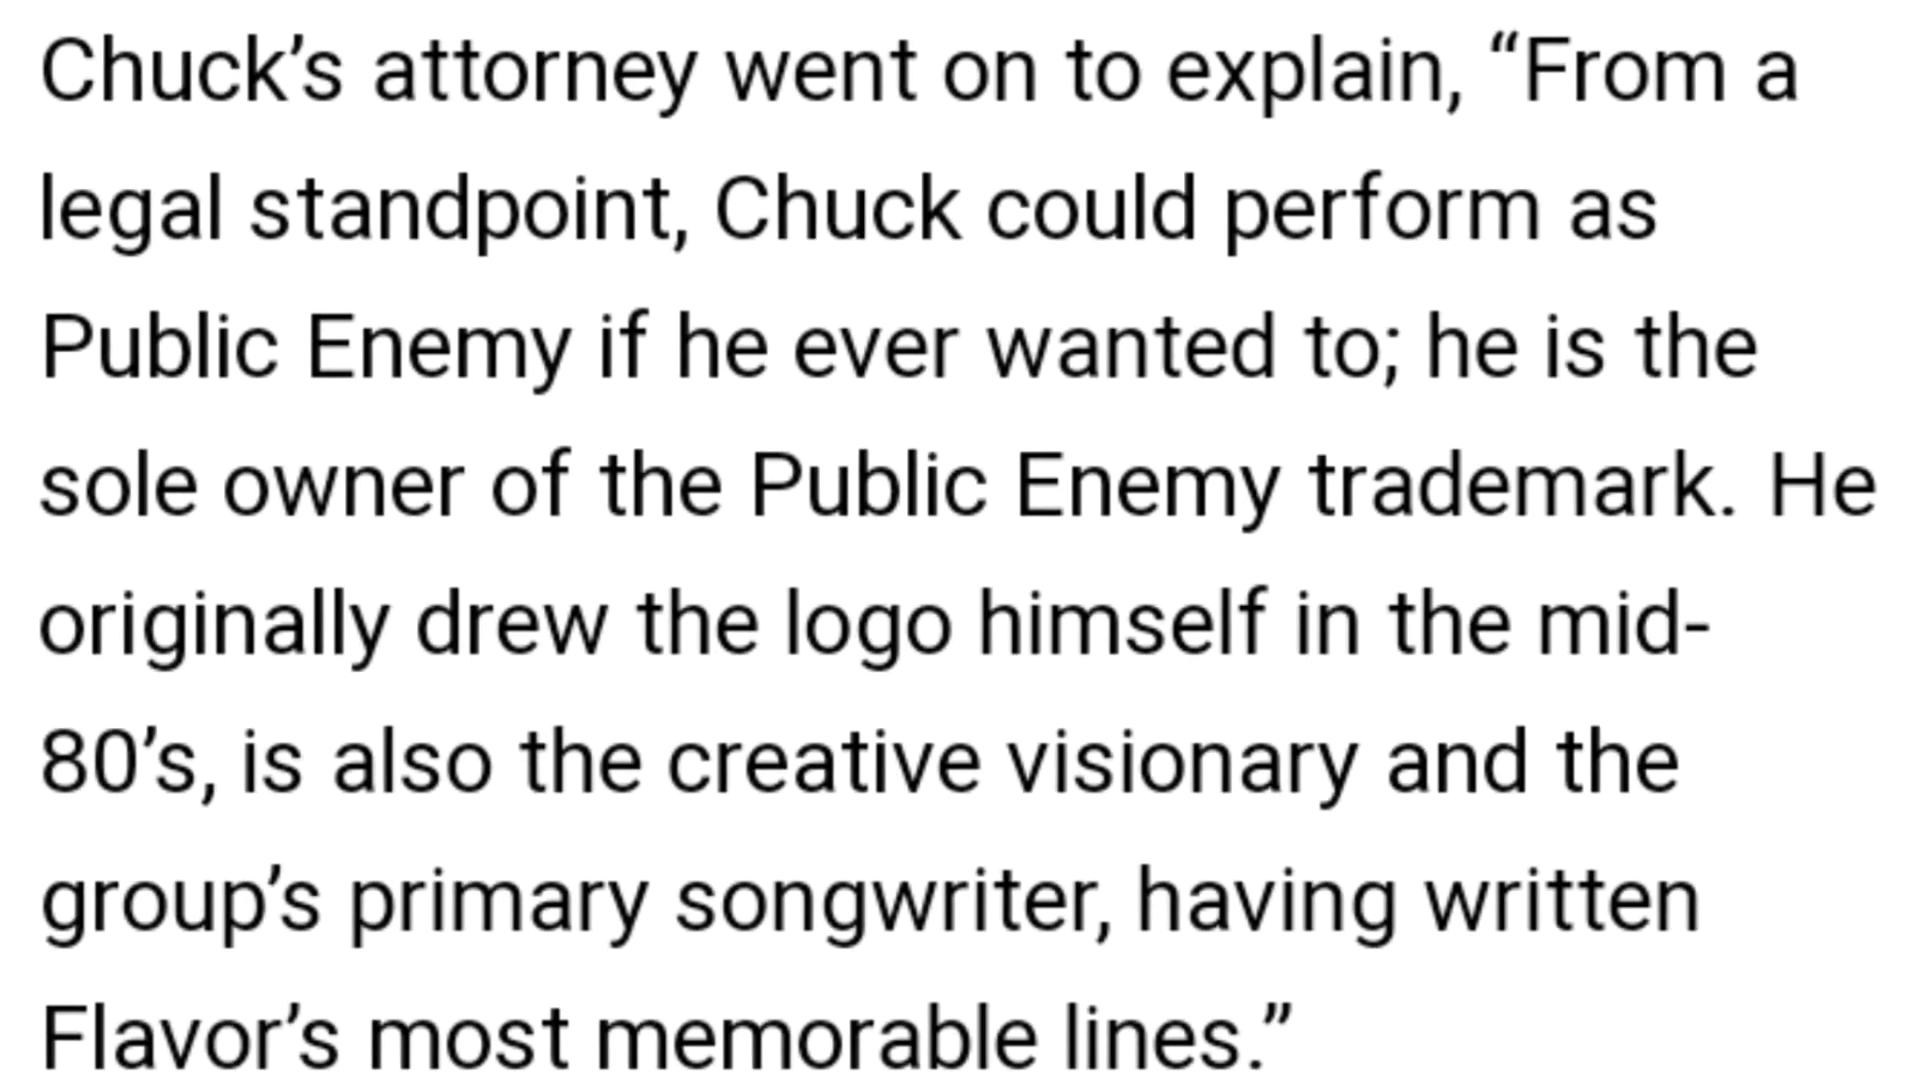 Chuck’s attorney went on to explain, “From a
legal standpoint, Chuck could perform as
Public Enemy if he ever wanted to; he is the
sole owner of the Public Enemy trademark. He
originally drew the logo himself in the mid-
80’s, is also the creative visionary and the
group’s primary songwriter, having written
Flavor’s most memorable lines.”